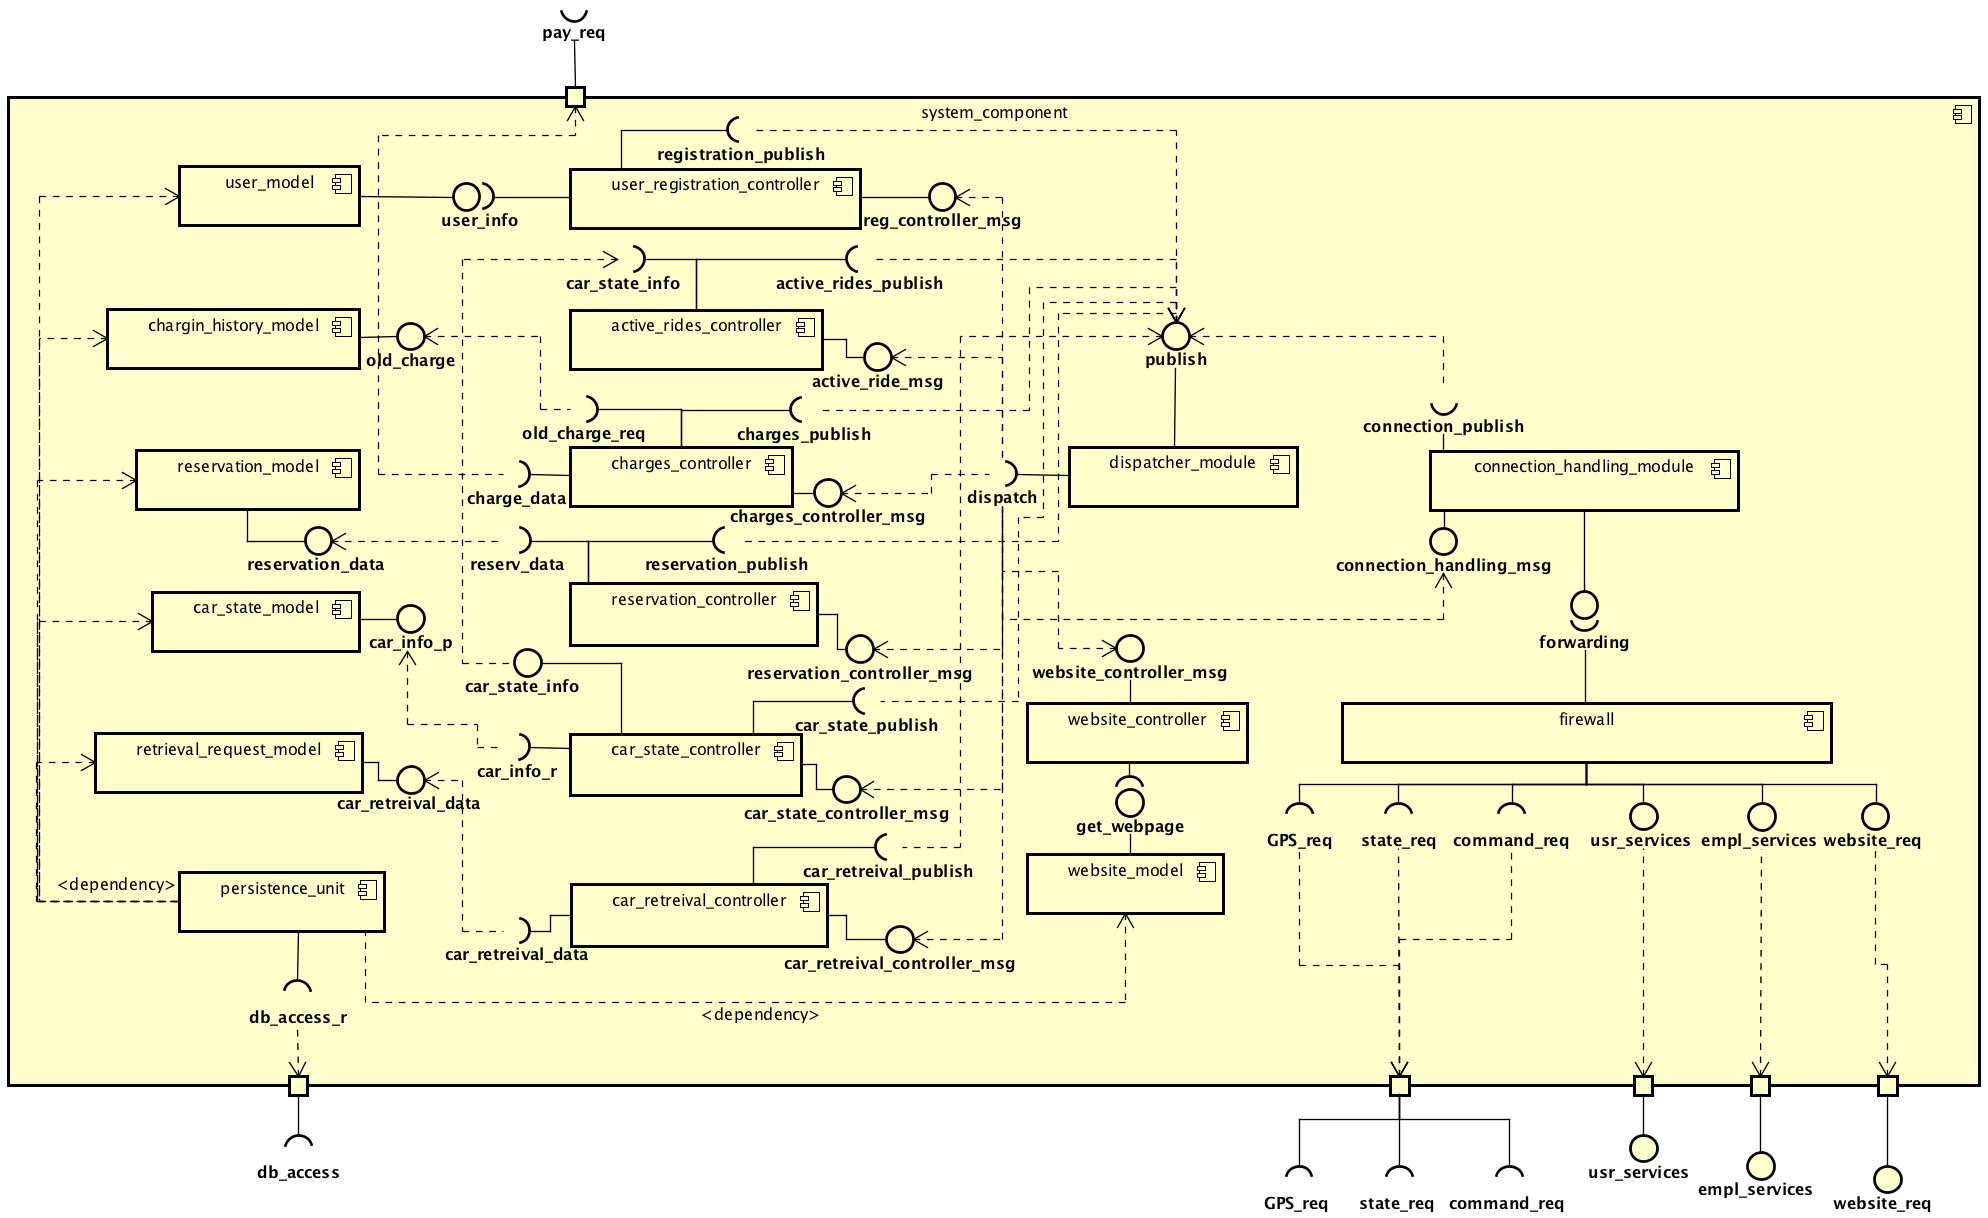 pay_req
system_component
registration_publish
user_model
user_registration_controller
user_info
reg_controller_msg
car_state_info
active_rides_publish
chargin_history_model
active_rides_controller
old_charge
publish
active_ride_msg
connection_publish
old_charge_req
charges_publish
reservation_model
charges_controller
dispatcher_module
connection_handling_module
charge_data
dispatch
charges_controller_msg
reservation_data
reserv_data
reservation_publish
connection_handling_msg
car_state_model
reservation_controller
car_info_p
forwarding
reservation_controller_msg
website_controller_msg
car_state_info
car_state_publish
website_controller
firewall
retrieval_request_model
car_state_controller
car_info_r
car_retreival_data
car_state_controller_msg
get_webpage
GPS_req
state_req
command_req
usr_services
empl_services
website_req
car_retreival_publish
website_model
<dependency>
persistence_unit
car_retreival_controller
car_retreival_data
car_retreival_controller_msg
db_access_r
<dependency>
db_access
usr_services
empl_services
GPS_req
state_req
command_req
website_req